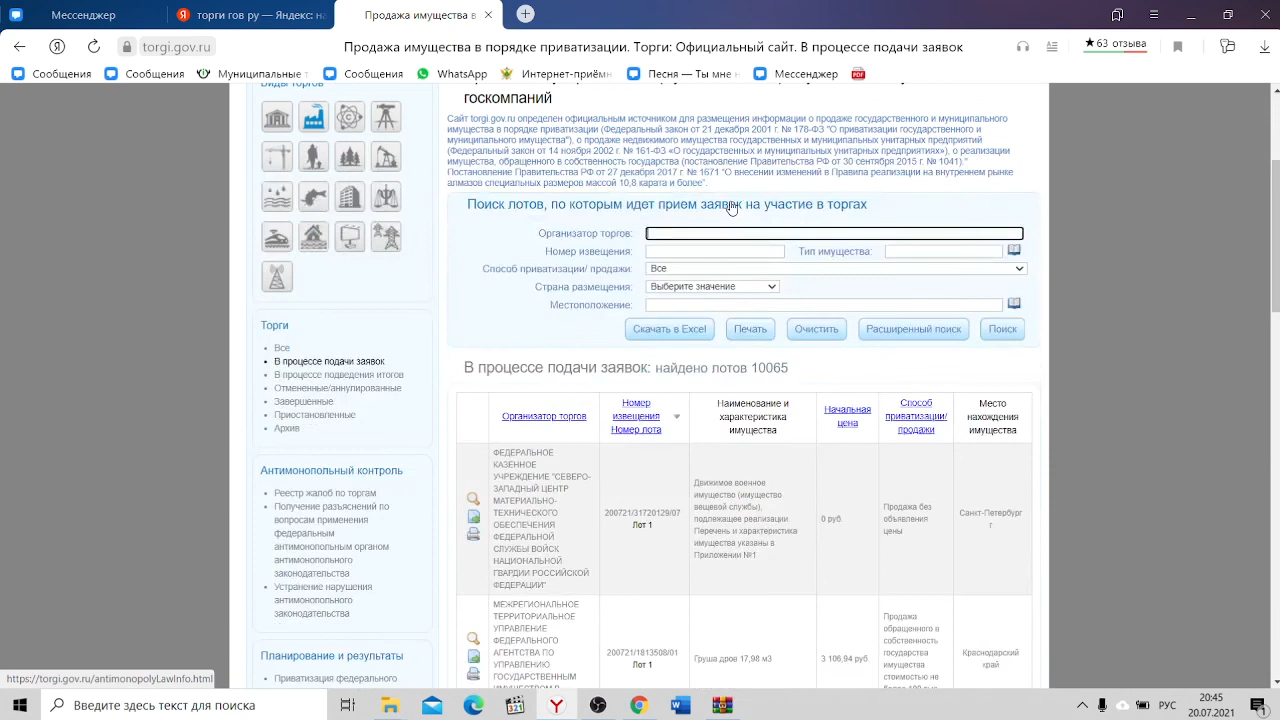 Мессенджер
торги гов ру — Яндекс: на
Продажа имущества в
torgi.gov.ru
Продажа имущества в порядке приватизации. Торги: Официальный сайт. В процессе подачи заявок
★63 отзыва
Сообщения
Сообщения
Муниципальные
Сообщения
WhatsApp
Интернет-приём
Песня — Ты мне
Мессенджер
PDF
Виды торгов
Торги
Все
В процессе подачи заявок
В процессе подведения итогов
Отмененные/аннулированные
Завершенные
Приостановленные
Архив
Антимонопольный контроль
Реестр жалоб по торгам
Получение разъяснений по
вопросам применения
федеральным
антимонопольным органом
антимонопольного
законодательства
Устранение нарушения
антимонопольного
законодательства
Планирование и результаты
Приватизация федерального
госкомпаний
Сайт torgi.gov.ru определен официальным источником для размещения информации о продаже государственного и муниципального
имущества в порядке приватизации (Федеральный закон от 21 декабря 2001 г. № 178-ФЗ "О приватизации государственного и
муниципального имущества"), о продаже недвижимого имущества государственных и муниципальных унитарных предприятий
(Федеральный закон от 14 ноября 2002 г. № 161-ФЗ «О государственных и муниципальных унитарных предприятиях»), о реализации
имущества, обращенного в собственность государства (постановление Правительства РФ от 30 сентября 2015 г. № 1041)."
Постановление Правительства РФ от 27 декабря 2017 г. № 1671 "О внесении изменений в Правила реализации на внутреннем рынке
алмазов специальных размеров массой 10,8 карата и более".
Поиск лотов, по которым идет прием заявок на участие в торгах
Организатор торгов:
Номер извещения:
Тип имущества:
Способ приватизации/ продажи:
Все
Страна размещения:
Выберите значение
Местоположение:
Скачать в Excel
Печать
Очистить
Расширенный поиск
Поиск
В процессе подачи заявок: найдено лотов 10065
Организатор торгов
Номер
извещения
Номер лота
Наименование и
характеристика
имущества
Начальная
цена
Способ
приватизации/
продажи
Место
нахождения
имущества
ФЕДЕРАЛЬНОЕ
КАЗЕННОЕ
УЧРЕЖДЕНИЕ "СЕВЕРО-
ЗАПАДНЫЙ ЦЕНТР
МАТЕРИАЛЬНО-
ТЕХНИЧЕСКОГО
ОБЕСПЕЧЕНИЯ
ФЕДЕРАЛЬНОЙ
СЛУЖБЫ ВОЙСК
НАЦИОНАЛЬНОЙ
ГВАРДИИ РОССИЙСКОЙ
ФЕДЕРАЦИИ"
200721/31720129/07
Лот 1
Движимое военное
имущество (имущество
вещевой службы),
подлежащее реализации.
Перечень и характеристика
имущества указаны в
Приложении №1
0 руб.
Продажа без
объявления
цены
Санкт-Петербург
г
МЕЖРЕГИОНАЛЬНОЕ
ТЕРРИТОРИАЛЬНОЕ
УПРАВЛЕНИЕ
ФЕДЕРАЛЬНОГО
АГЕНТСТВА ПО
УПРАВЛЕНИЮ
ГОСУДАРСТВЕННЫМ
ИМУЩЕСТВОМ В
200721/1813508/01
Лот 1
Груша дров 17,98 м3
3 106,94 руб.
Продажа
обращенного в
собственность
государства
имущества
стоимостью не
более 100 тыс.
Краснодарский
край
https://torgi.gov.ru/antimonopolyLawInfo.html
Введите здесь текст для поиска
321
РУС
20:45
20.07.2021
1